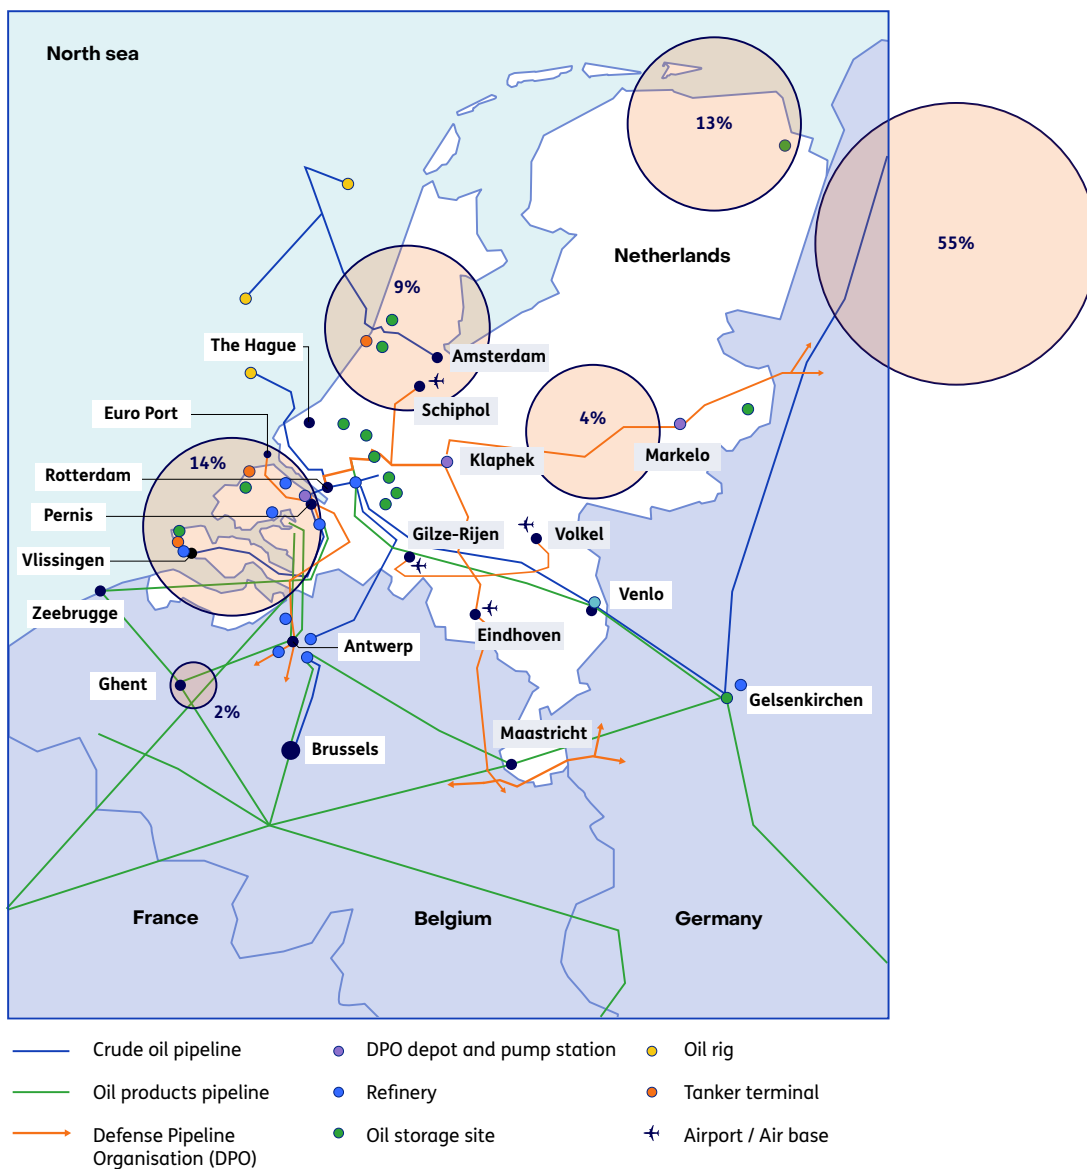 North sea
13%
55%
Netherlands
9%
The Hague
Amsterdam
Schiphol
Euro Port
4%
14%
Klaphek
Markelo
Rotterdam
Pernis
Gilze-Rijen
Volkel
Vlissingen
Venlo
Zeebrugge
Eindhoven
Antwerp
Ghent
2%
Gelsenkirchen
Maastricht
Brussels
France
Belgium
Germany
Crude oil pipeline
DPO depot and pump station
Oil rig
Oil products pipeline
Refinery
Tanker terminal
Defense Pipeline
Organisation (DPO)
Oil storage site
Airport / Air base